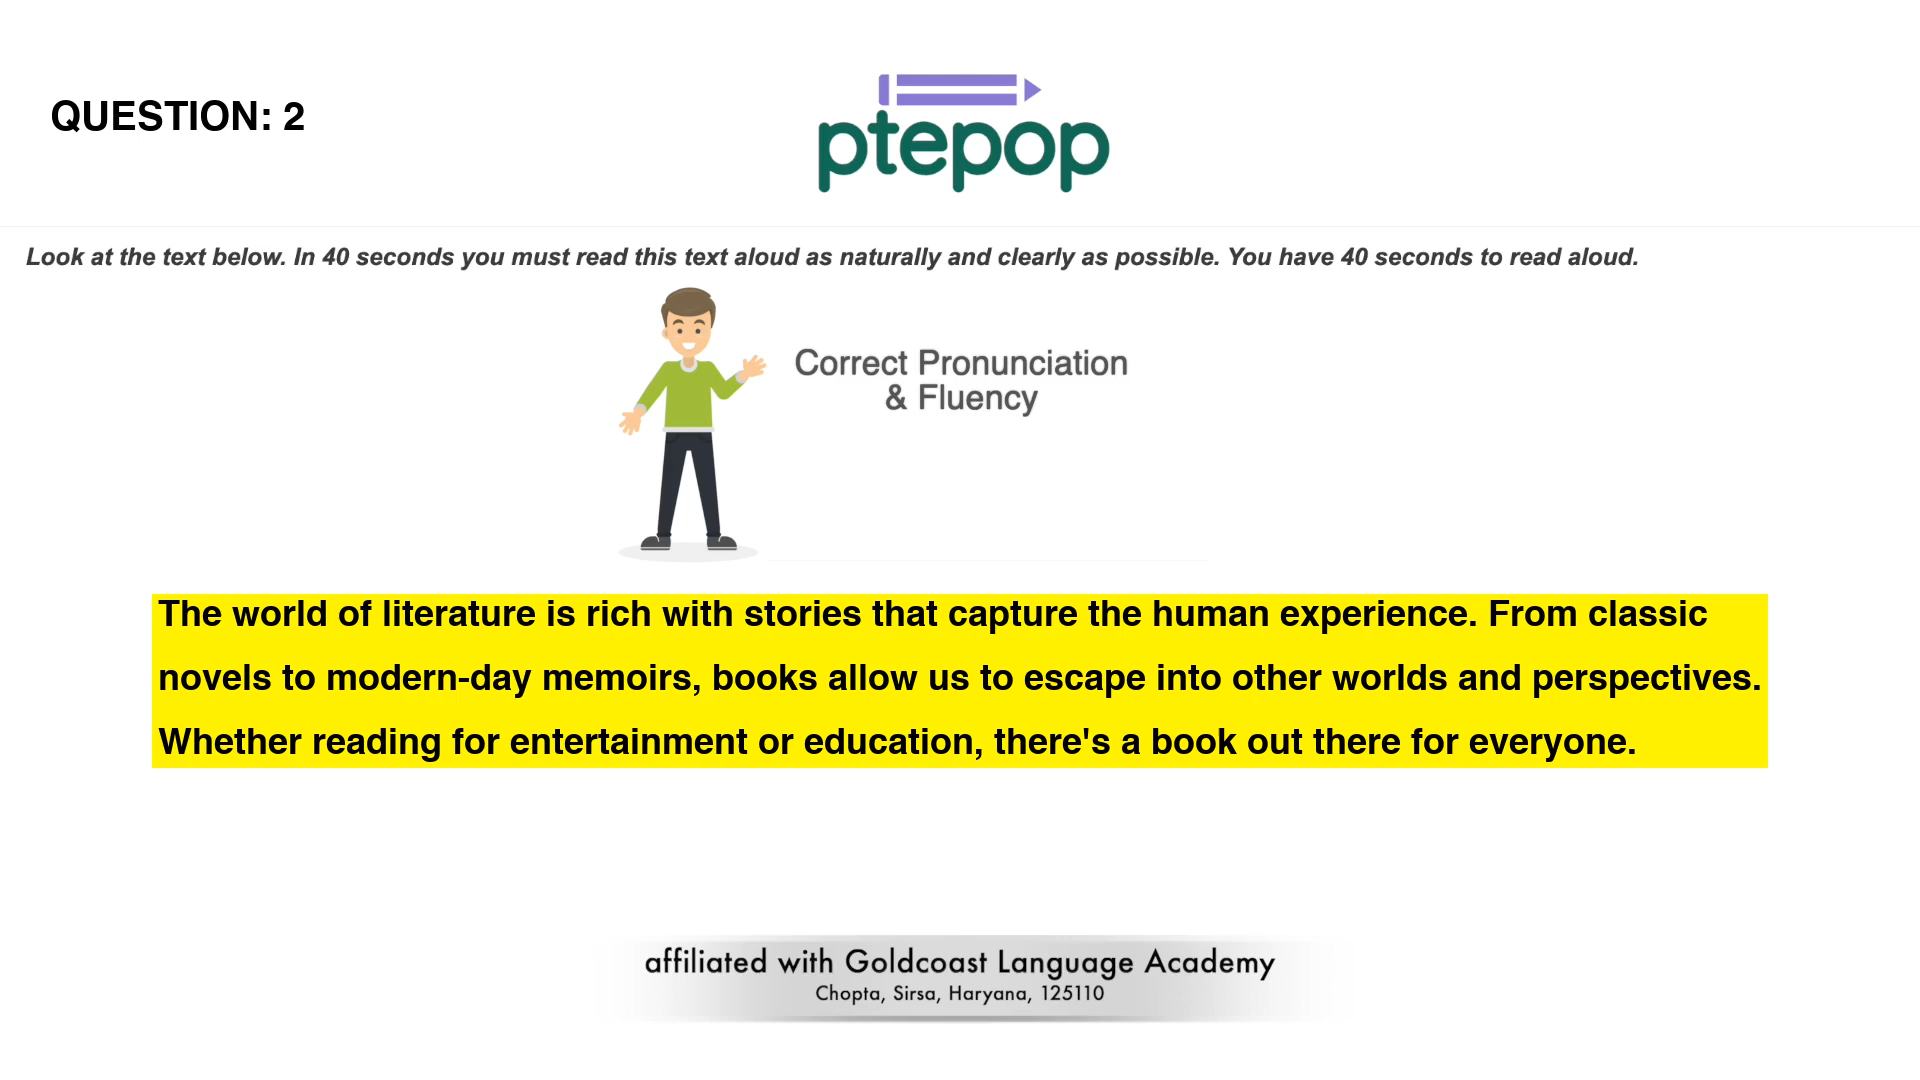 QUESTION: 2
ptepop
Look at the text below. In 40 seconds you must read this text aloud as naturally and clearly as possible. You have 40 seconds to read aloud.
Correct Pronunciation
& Fluency
The world of literature is rich with stories that capture the human experience. From classic
novels to modern-day memoirs, books allow us to escape into other worlds and perspectives.
Whether reading for entertainment or education, there's a book out there for everyone.
affiliated with Goldcoast Language Academy
Chopta, Sirsa, Haryana, 125110